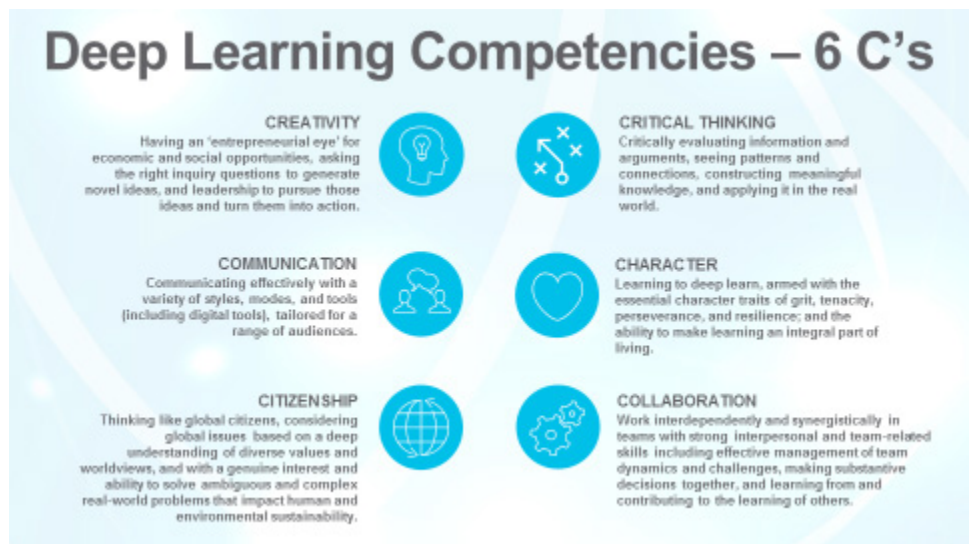 Deep Learning Competencies – 6 C's
CREATIVITY
Having an 'entrepreneurial eye' for
economic and social opportunities, asking
the right inquiry questions to generate
novel ideas, and leadership to pursue those
ideas and turn them into action.
CRITICAL THINKING
Critically evaluating information and
arguments, seeing patterns and
connections, constructing meaningful
knowledge, and applying it in the real
world.
COMMUNICATION
Communicating effectively with a
variety of styles, modes, and tools
(including digital tools), tailored for a
range of audiences.
CHARACTER
Learning to deep learn, armed with the
essential character traits of grit, tenacity,
perseverance, and resilience; and the
ability to make learning an integral part of
living.
CITIZENSHIP
Thinking like global citizens, considering
global issues based on a deep
understanding of diverse values and
worldviews, and with a genuine interest and
ability to solve ambiguous and complex
real-world problems that impact human and
environmental sustainability.
COLLABORATION
Work interdependently and synergistically in
teams with strong interpersonal and team-related
skills including effective management of team
dynamics and challenges, making substantive
decisions together, and learning from and
contributing to the learning of others.